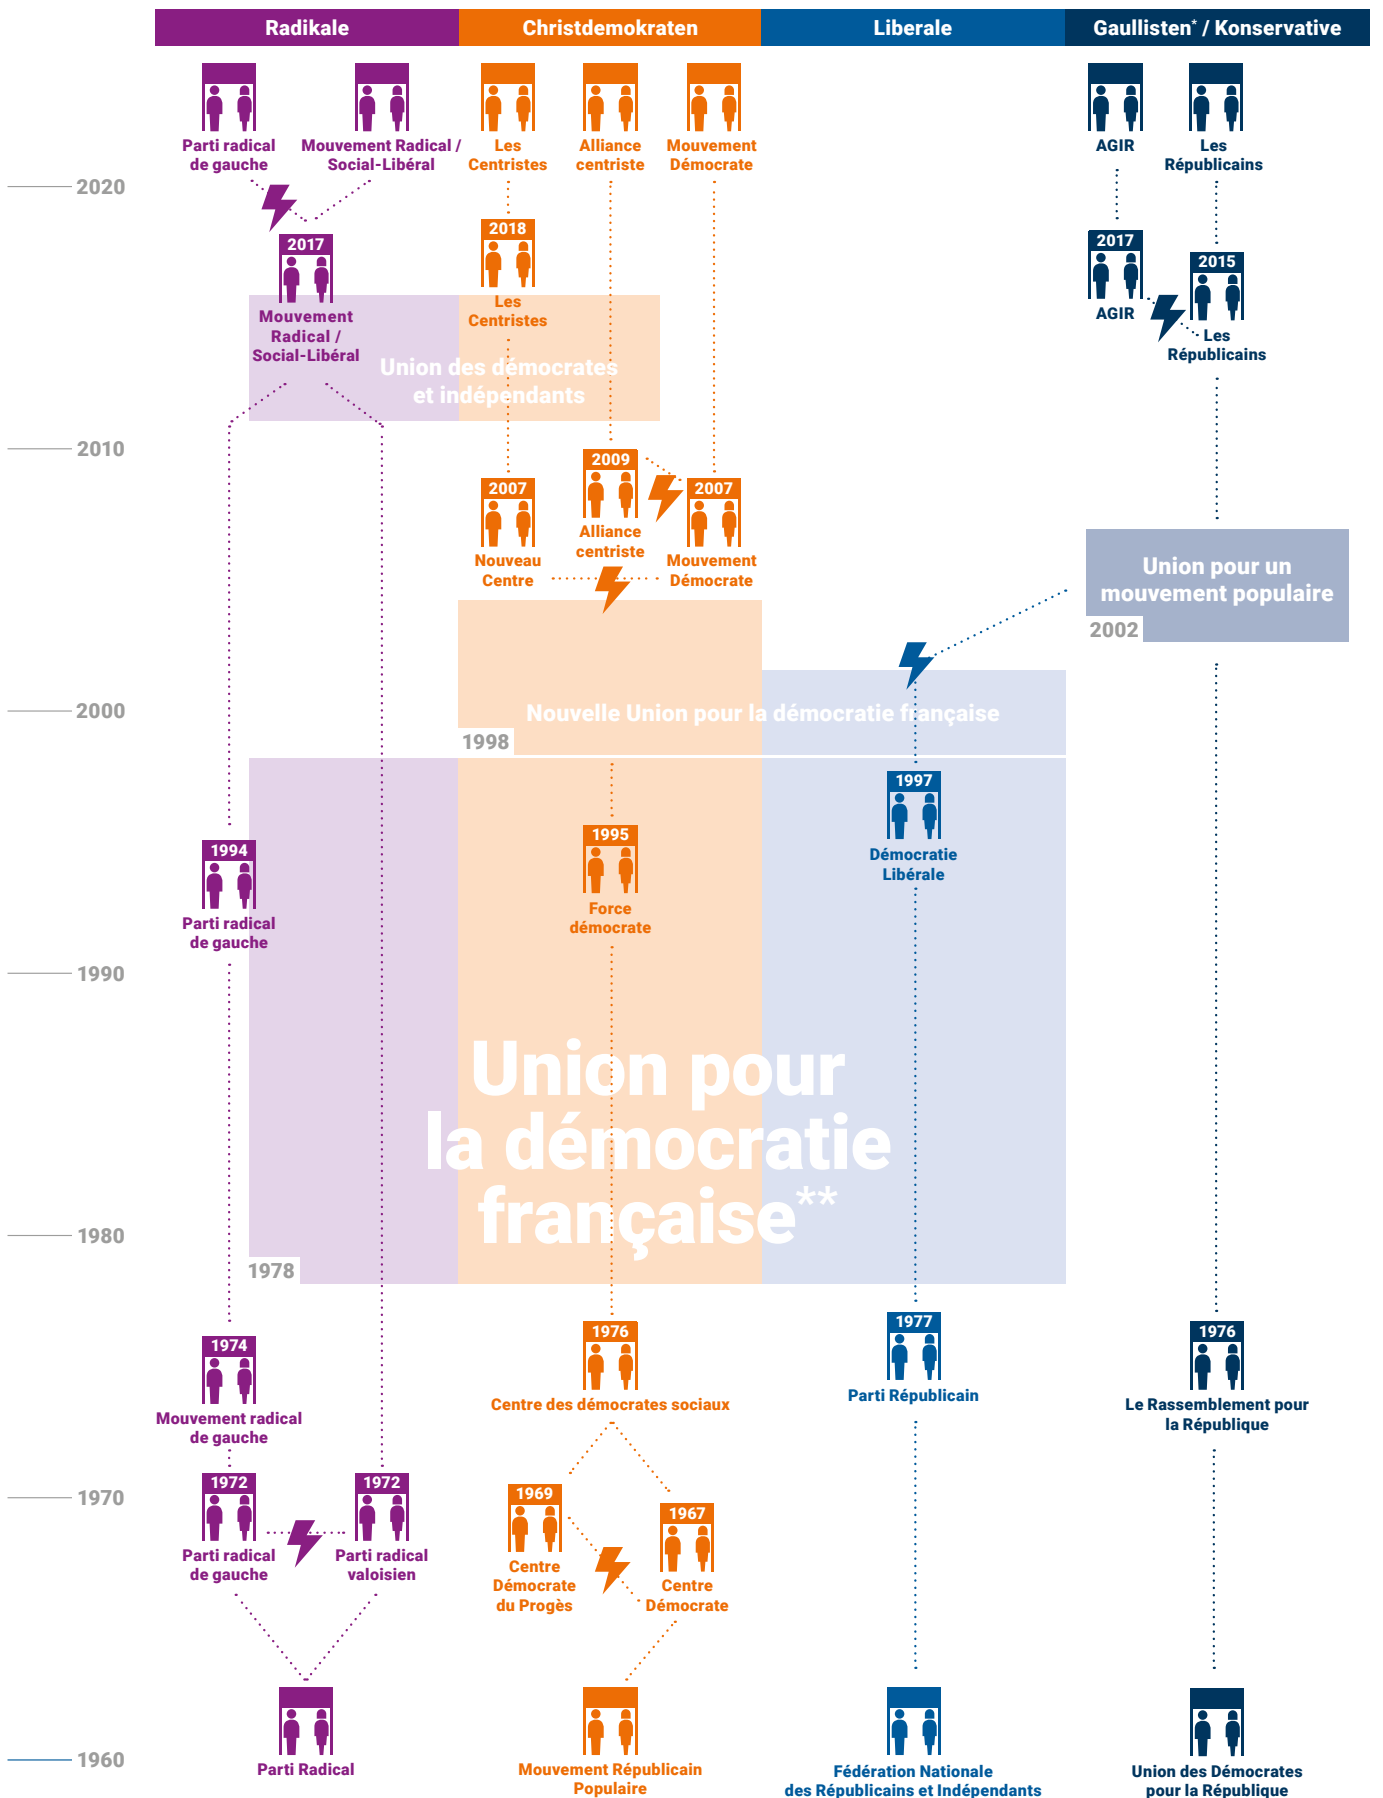 Radikale
Christdemokraten
Liberale
Gaullisten* / Konservative
Parti radical
de gauche
Mouvement Radical /
Social-Libéral
Les
Centristes
Alliance
centriste
Mouvement
Démocrate
AGIR
Les
Républicains
2020
2017
Mouvement
Radical /
Social-Libéral
2018
Les
Centristes
2017
AGIR
2015
Les
Républicains
Union des démocrates
et indépendants
2010
2007
Nouveau
Centre
2009
Alliance
centriste
2007
Mouvement
Démocrate
Union pour un
mouvement populaire
2002
2000
Nouvelle Union pour la démocratie française
1998
1997
Démocratie
Libérale
1994
Parti radical
de gauche
1995
Force
démocrate
1990
Union pour
la démocratie
française**
1980
1978
1974
Mouvement radical
de gauche
1976
Centre des démocrates sociaux
1977
Parti Républicain
1976
Le Rassemblement pour
la République
1970
1972
Parti radical
de gauche
1972
Parti radical
valoisien
1969
Centre
Démocrate
du Progès
1967
Centre
Démocrate
1960
Parti Radical
Mouvement Républicain
Populaire
Fédération Nationale
des Républicains et Indépendants
Union des Démocrates
pour la République